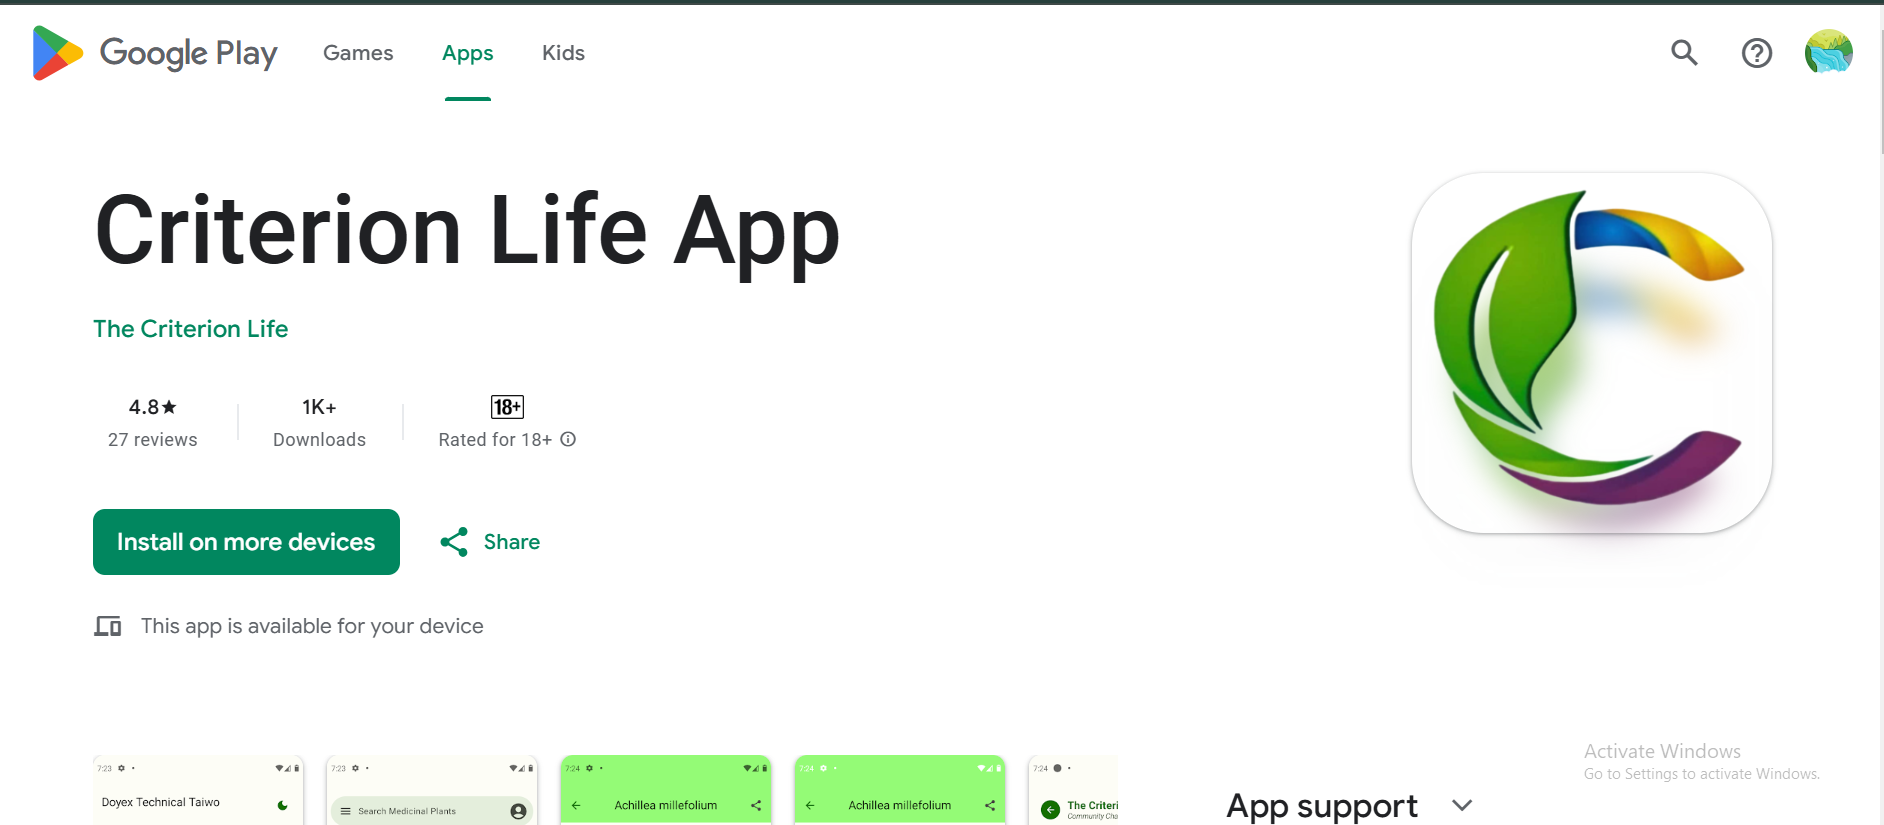 Google Play Games Apps Kids
Criterion Life App
The Criterion Life
4.8★ 1K+ 18+
27 reviews Downloads Rated for 18+
Install on more devices Share
This app is available for your device
Activate Windows
Go to Settings to activate Windows.
7:23 7:23 7:24 7:24 7:24
Doyex Technical Taiwo Search Medicinal Plants Achillea millefolium Achillea millefolium The Criteri
Community Cha
App support